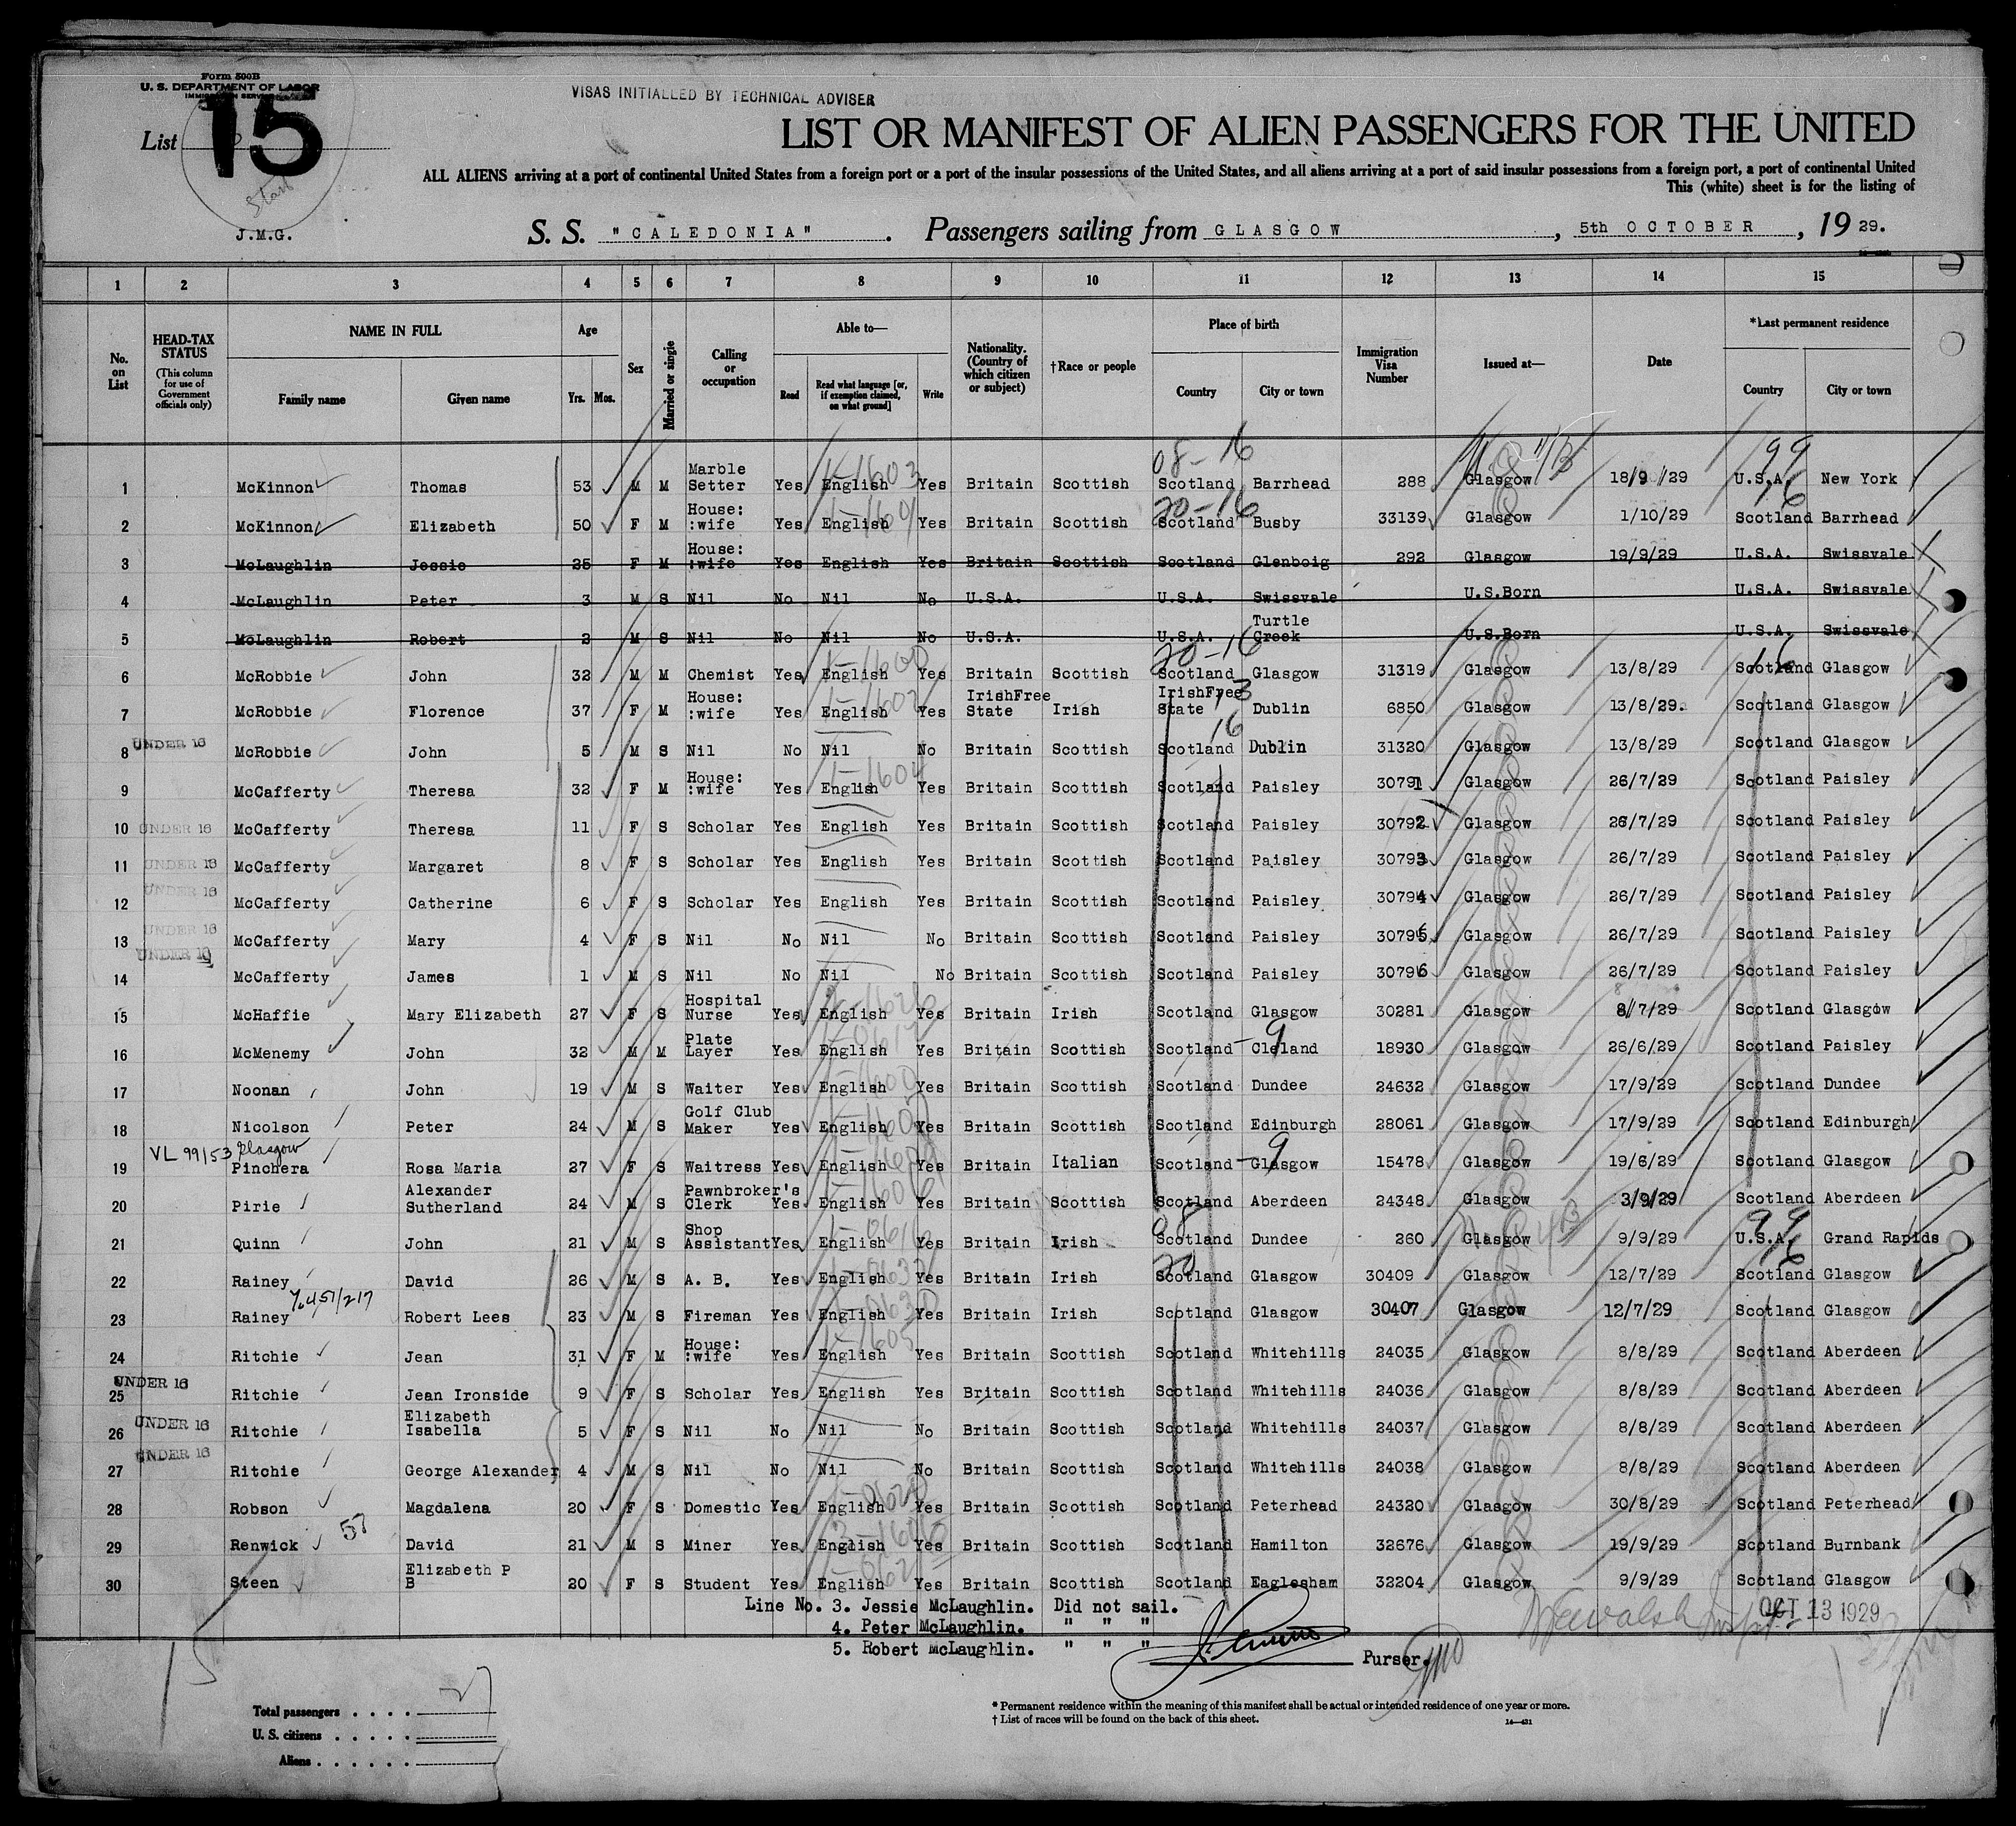 Form 500B
U. S. DEPARTMENT OF LABOR
IMMIGRATION SERVICE
List 15
Start
J.M.G.
VISAS INITIALLED BY TECHNICAL ADVISER
LIST OR MANIFEST OF ALIEN PASSENGERS FOR THE UNITED
ALL ALIENS arriving at a port of continental United States from a foreign port or a port of the insular possessions of the United States, and all aliens arriving at a port of said insular possessions from a foreign port, a port of continental United
This (white) sheet is for the listing of
S. S. "CALEDONIA". Passengers sailing from GLASGOW, 5th OCTOBER, 19 29.
1 2 3 4 5 6 7 8 9 10 11 12 13 14 15
No. on List
HEAD-TAX STATUS (This column for use of Government officials only)
NAME IN FULL Family name Given name
Age Yrs. Mos.
Sex
Married or single
Calling or occupation
Able to— Read Read what language [or, if exemption claimed, on what ground] Write
Nationality. (Country of which citizen or subject)
†Race or people
Place of birth Country City or town
Immigration Visa Number
Issued at—
Date
*Last permanent residence Country City or town
1 McKinnon Thomas 53 M M Marble Setter Yes English Yes Britain Scottish Scotland Barrhead 288 Glasgow 18/9/29 U.S.A. New York
2 McKinnon Elizabeth 50 F M House: :wife Yes English Yes Britain Scottish Scotland Busby 33139 Glasgow 1/10/29 Scotland Barrhead
3 McLaughlin Jessie 25 F M House: :wife Yes English Yes Britain Scottish Scotland Glenboig 292 Glasgow 19/9/29 U.S.A. Swissvale
4 McLaughlin Peter 3 M S Nil No Nil No U.S.A. U.S.A. Swissvale U.S.Born U.S.A. Swissvale
5 McLaughlin Robert 2 M S Nil No Nil No U.S.A. U.S.A. Turtle Creek U.S.Born U.S.A. Swissvale
6 McRobbie John 32 M M Chemist Yes English Yes Britain Scottish Scotland Glasgow 31319 Glasgow 13/8/29 Scotland Glasgow
7 McRobbie Florence 37 F M House: :wife Yes English Yes IrishFree State Irish IrishFree State Dublin 6850 Glasgow 13/8/29. Scotland Glasgow
8 UNDER 16 McRobbie John 5 M S Nil No Nil No Britain Scottish Scotland Dublin 31320 Glasgow 13/8/29 Scotland Glasgow
9 McCafferty Theresa 32 F M House: :wife Yes English Yes Britain Scottish Scotland Paisley 30791 Glasgow 26/7/29 Scotland Paisley
10 UNDER 16 McCafferty Theresa 11 F S Scholar Yes English Yes Britain Scottish Scotland Paisley 30792 Glasgow 26/7/29 Scotland Paisley
11 UNDER 16 McCafferty Margaret 8 F S Scholar Yes English Yes Britain Scottish Scotland Paisley 30793 Glasgow 26/7/29 Scotland Paisley
12 UNDER 16 McCafferty Catherine 6 F S Scholar Yes English Yes Britain Scottish Scotland Paisley 30794 Glasgow 26/7/29 Scotland Paisley
13 UNDER 16 McCafferty Mary 4 F S Nil No Nil No Britain Scottish Scotland Paisley 30795 Glasgow 26/7/29 Scotland Paisley
14 UNDER 16 McCafferty James 1 M S Nil No Nil No Britain Scottish Scotland Paisley 30796 Glasgow 26/7/29 Scotland Paisley
15 McHaffie Mary Elizabeth 27 F S Hospital Nurse Yes English Yes Britain Irish Scotland Glasgow 30281 Glasgow 8/7/29 Scotland Glasgow
16 McMenemy John 32 M M Plate Layer Yes English Yes Britain Scottish Scotland Cleland 18930 Glasgow 26/6/29 Scotland Paisley
17 Noonan John 19 M S Waiter Yes English Yes Britain Scottish Scotland Dundee 24632 Glasgow 17/9/29 Scotland Dundee
18 Nicolson Peter 24 M S Golf Club Maker Yes English Yes Britain Scottish Scotland Edinburgh 28061 Glasgow 17/9/29 Scotland Edinburgh
VL 99153 Glasgow
19 Pinchera Rosa Maria 27 F S Waitress Yes English Yes Britain Italian Scotland Glasgow 15478 Glasgow 19/6/29 Scotland Glasgow
20 Pirie Alexander Sutherland 24 M S Pawnbroker's Clerk Yes English Yes Britain Scottish Scotland Aberdeen 24348 Glasgow 3/9/29 Scotland Aberdeen
21 Quinn John 21 M S Shop Assistant Yes English Yes Britain Irish Scotland Dundee 260 Glasgow 9/9/29 U.S.A. Grand Rapids
22 Rainey David 26 M S A. B. Yes English Yes Britain Irish Scotland Glasgow 30409 Glasgow 12/7/29 Scotland Glasgow
23 Rainey Robert Lees 23 M S Fireman Yes English Yes Britain Irish Scotland Glasgow 30407 Glasgow 12/7/29 Scotland Glasgow
24 Ritchie Jean 31 F M House: :wife Yes English Yes Britain Scottish Scotland Whitehills 24035 Glasgow 8/8/29 Scotland Aberdeen
25 UNDER 16 Ritchie Jean Ironside 9 F S Scholar Yes English Yes Britain Scottish Scotland Whitehills 24036 Glasgow 8/8/29 Scotland Aberdeen
26 UNDER 16 Ritchie Elizabeth Isabella 5 F S Nil No Nil No Britain Scottish Scotland Whitehills 24037 Glasgow 8/8/29 Scotland Aberdeen
27 UNDER 16 Ritchie George Alexander 4 M S Nil No Nil No Britain Scottish Scotland Whitehills 24038 Glasgow 8/8/29 Scotland Aberdeen
28 Robson Magdalena 20 F S Domestic Yes English Yes Britain Scottish Scotland Peterhead 24320 Glasgow 30/8/29 Scotland Peterhead
29 Renwick 57 David 21 M S Miner Yes English Yes Britain Scottish Scotland Hamilton 32676 Glasgow 19/9/29 Scotland Burnbank
30 Steen Elizabeth P B 20 F S Student Yes English Yes Britain Scottish Scotland Eaglesham 32204 Glasgow 9/9/29 Scotland Glasgow
Line No. 3. Jessie McLaughlin. Did not sail.
4. Peter McLaughlin. " " "
5. Robert McLaughlin. " " "
Purser.
OCT 13 1929
15
Total passengers . . . . 27
U. S. citizens . . . . .
Aliens . . . . . .
* Permanent residence within the meaning of this manifest shall be actual or intended residence of one year or more.
† List of races will be found on the back of this sheet.
14—431